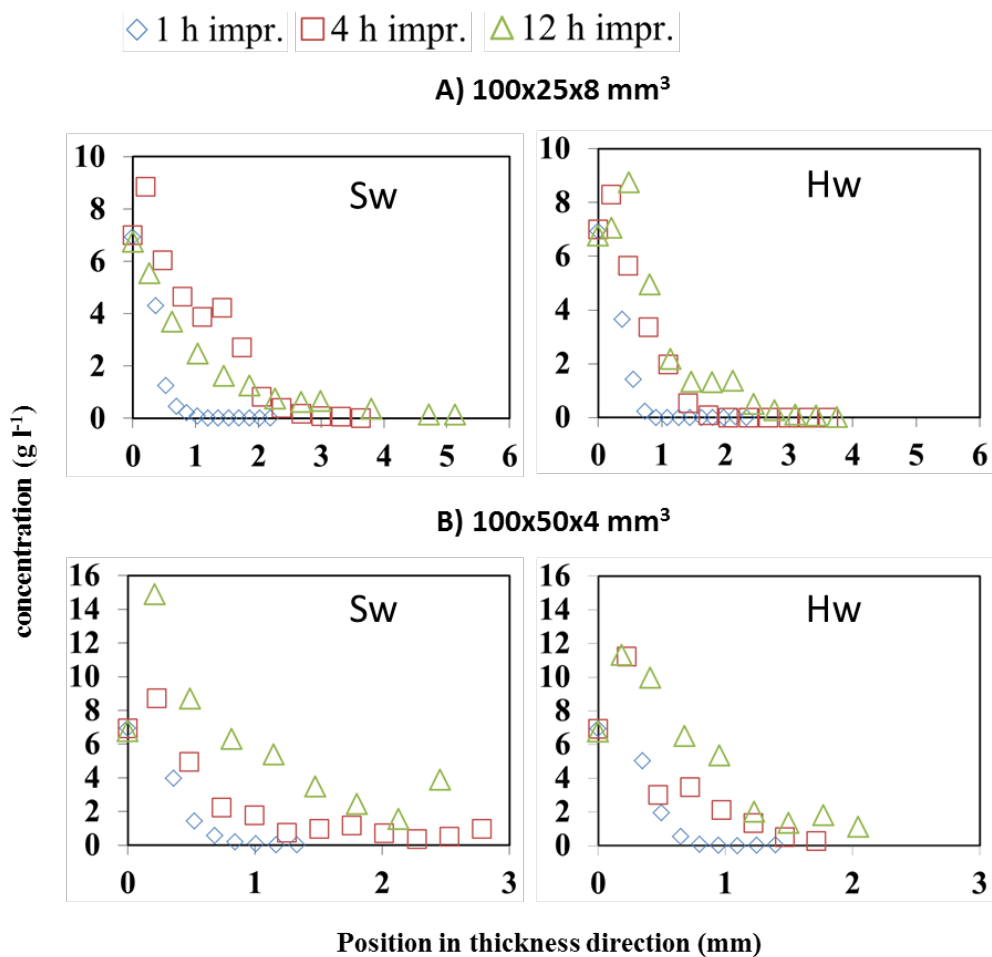 1 h impr. 4 h impr. 12 h impr.
A) 100x25x8 mm³
Sw
10
8
6
4
2
0
0 1 2 3 4 5 6
Hw
10
8
6
4
2
0
0 1 2 3 4 5 6
B) 100x50x4 mm³
Sw
16
14
12
10
8
6
4
2
0
0 1 2 3
Hw
16
14
12
10
8
6
4
2
0
0 1 2 3
concentration (g l⁻¹)
Position in thickness direction (mm)